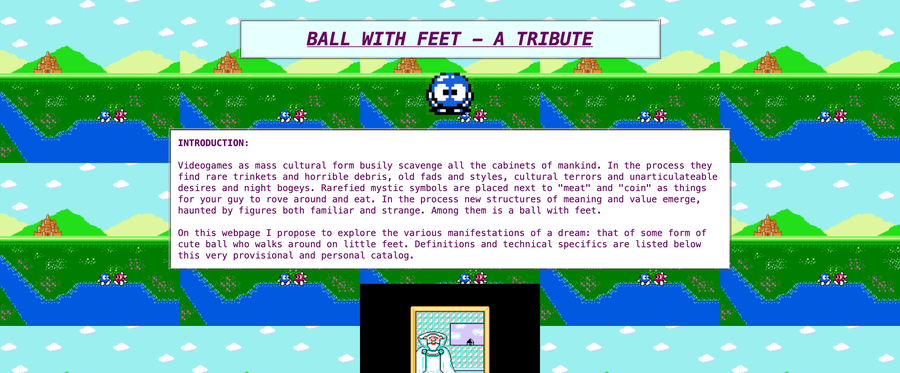 BALL WITH FEET – A TRIBUTE
INTRODUCTION:
Videogames as mass cultural form busily scavenge all the cabinets of mankind. In the process they
find rare trinkets and horrible debris, old fads and styles, cultural terrors and unarticulateable
desires and night bogeys. Rarefied mystic symbols are placed next to "meat" and "coin" as things
for your guy to rove around and eat. In the process new structures of meaning and value emerge,
haunted by figures both familiar and strange. Among them is a ball with feet.
On this webpage I propose to explore the various manifestations of a dream: that of some form of
cute ball who walks around on little feet. Definitions and technical specifics are listed below
this very provisional and personal catalog.